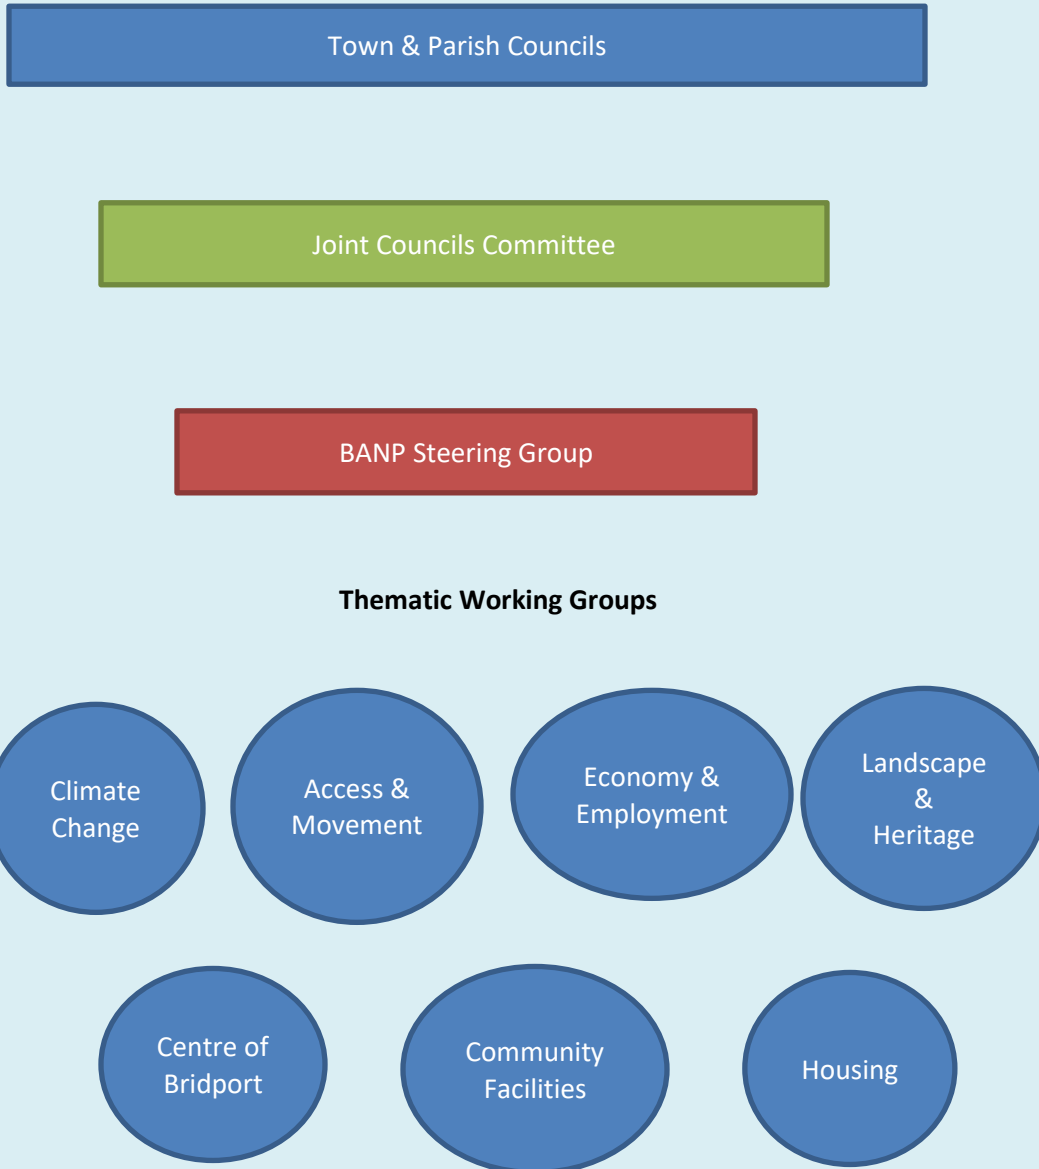 Town & Parish Councils
Joint Councils Committee
BANP Steering Group
Thematic Working Groups
Climate
Change
Access &
Movement
Economy &
Employment
Landscape
&
Heritage
Centre of
Bridport
Community
Facilities
Housing